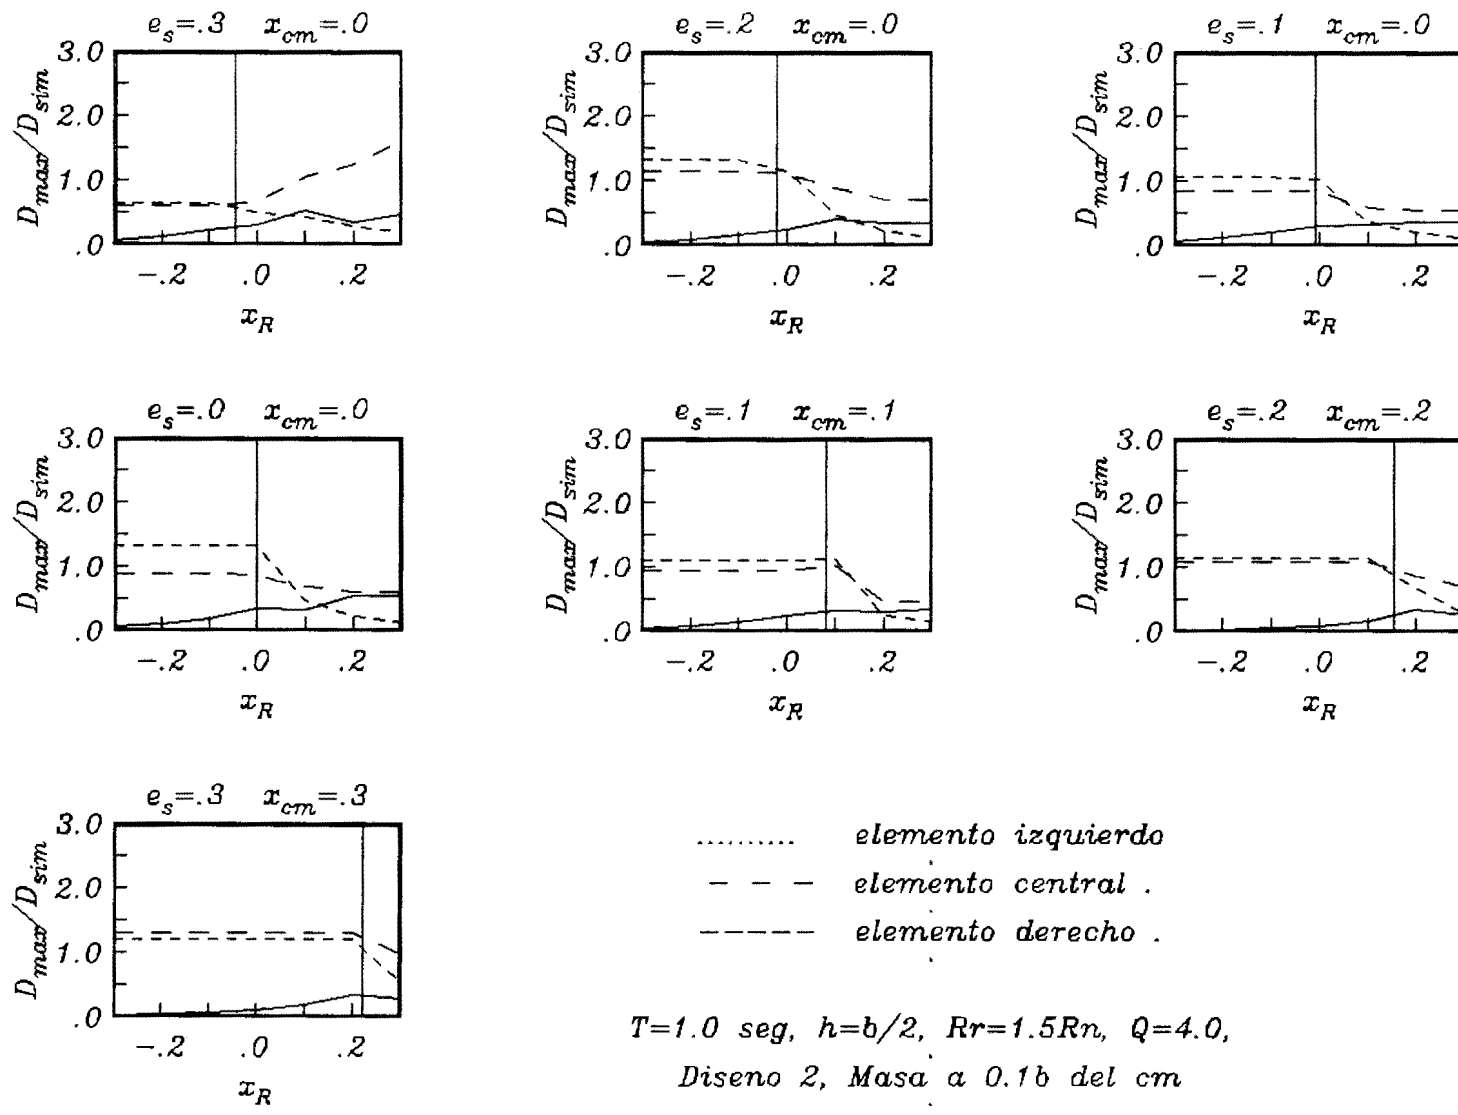 e_s=.3 x_cm=.0
D_max/D_sim
3.0
2.0
1.0
.0
-.2 .0 .2
x_R
e_s=.2 x_cm=.0
D_max/D_sim
3.0
2.0
1.0
.0
-.2 .0 .2
x_R
e_s=.1 x_cm=.0
D_max/D_sim
3.0
2.0
1.0
.0
-.2 .0 .2
x_R
e_s=.0 x_cm=.0
D_max/D_sim
3.0
2.0
1.0
.0
-.2 .0 .2
x_R
e_s=.1 x_cm=.1
D_max/D_sim
3.0
2.0
1.0
.0
-.2 .0 .2
x_R
e_s=.2 x_cm=.2
D_max/D_sim
3.0
2.0
1.0
.0
-.2 .0 .2
x_R
e_s=.3 x_cm=.3
D_max/D_sim
3.0
2.0
1.0
.0
-.2 .0 .2
x_R
elemento izquierdo
elemento central .
elemento derecho .
T=1.0 seg, h=b/2, Rr=1.5Rn, Q=4.0,
Diseno 2, Masa a 0.1b del cm